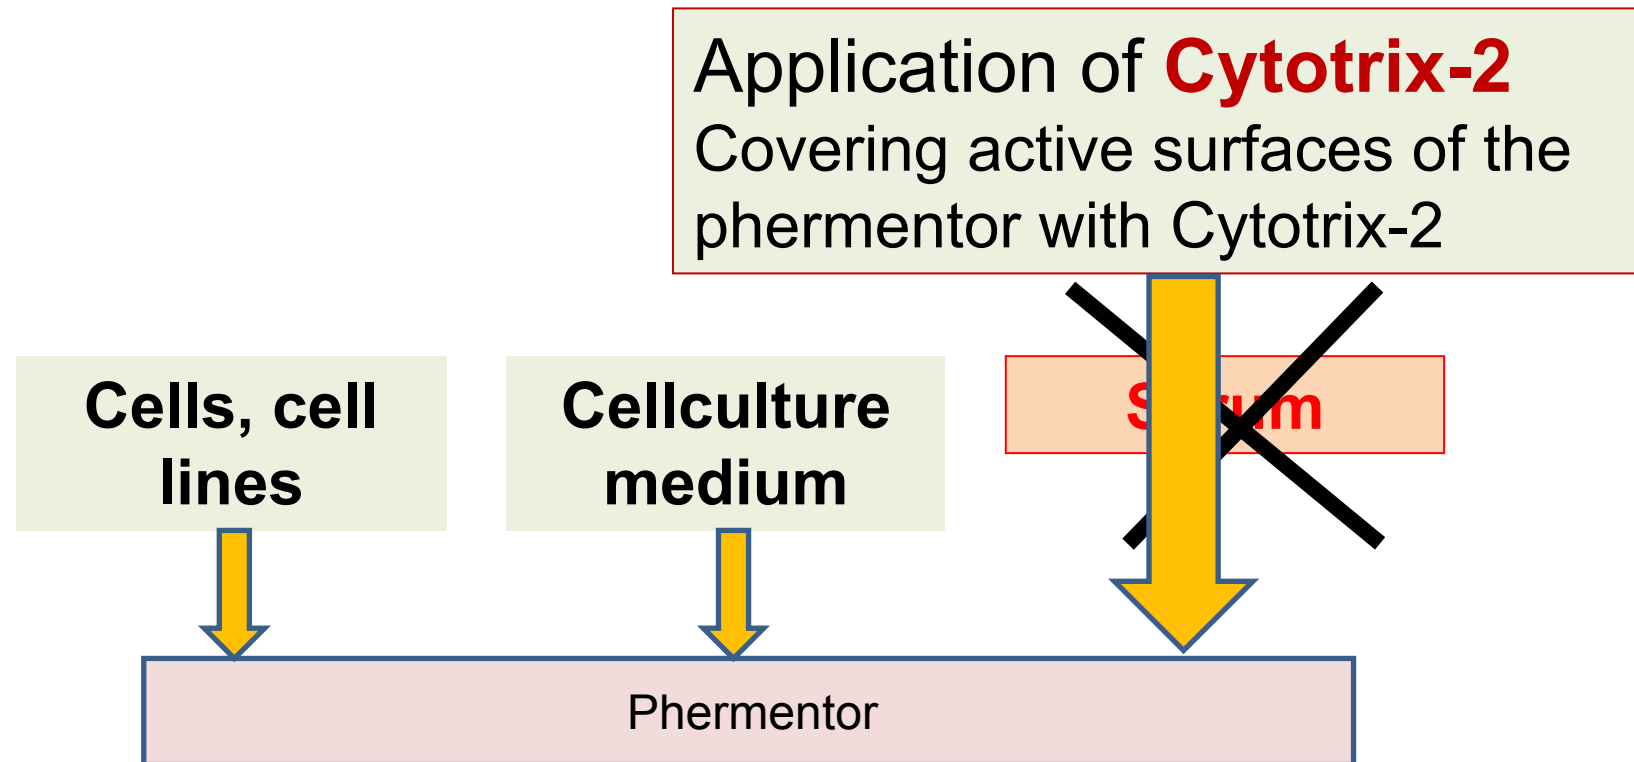 Application of Cytotrix-2
Covering active surfaces of the
phermentor with Cytotrix-2
Cells, cell
lines
Cellculture
medium
Serum
Phermentor